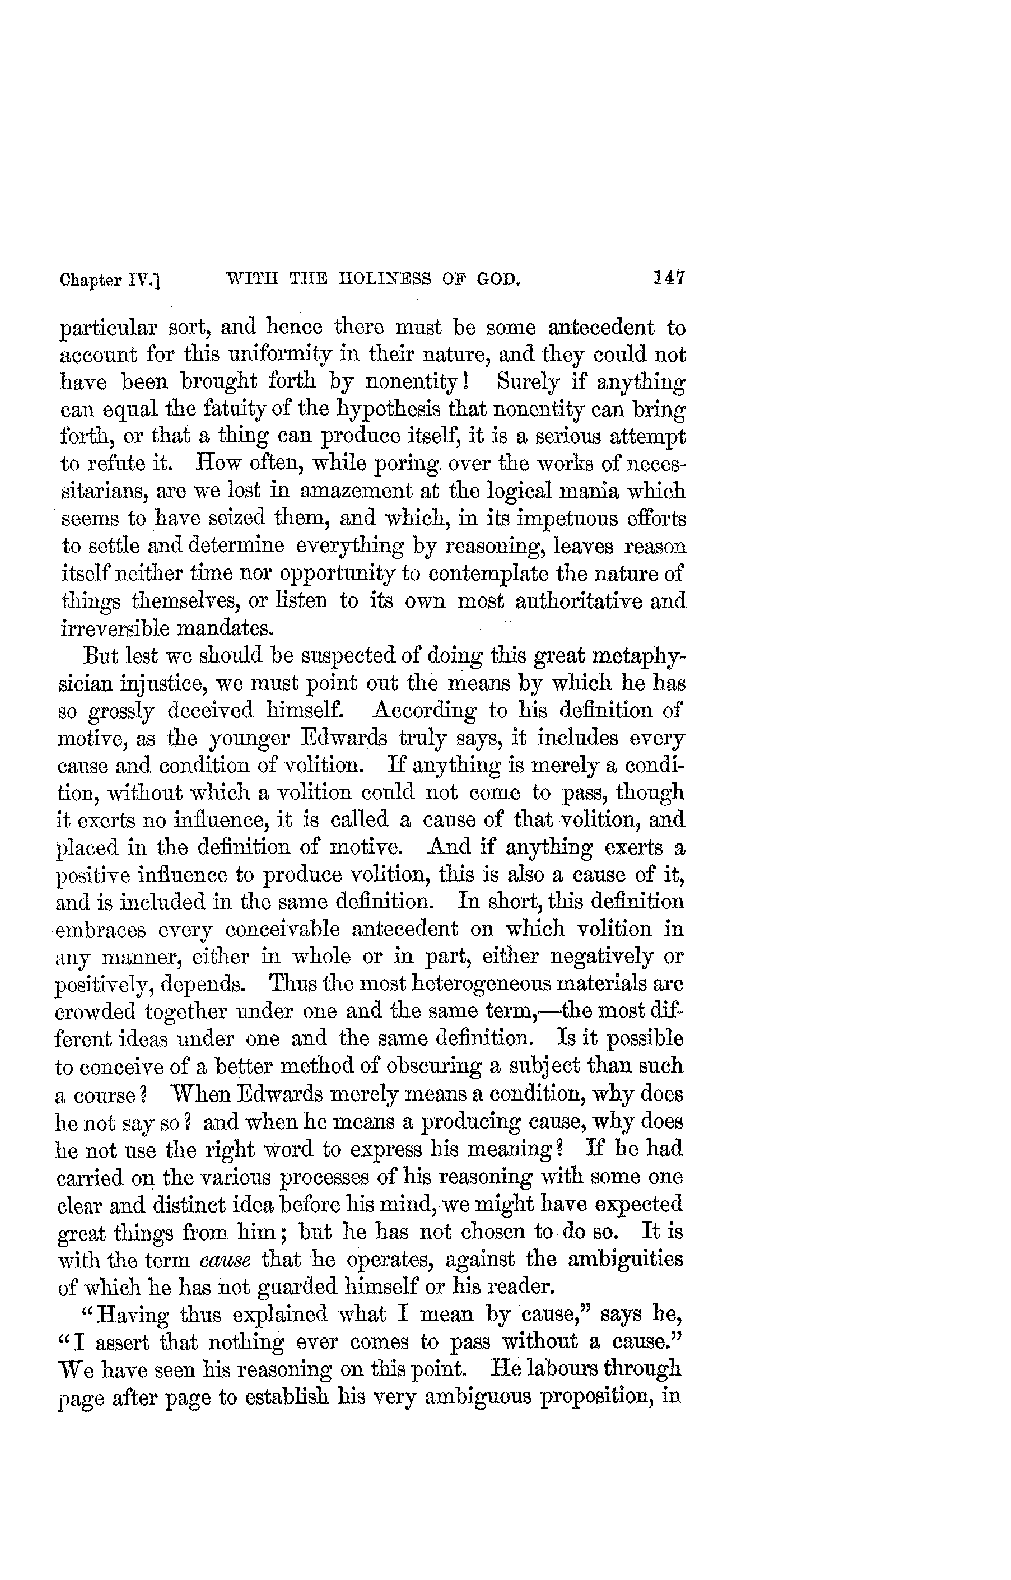 Chapter IV.] WITH THE HOLINESS OF GOD. 147
particular sort, and hence there must be some antecedent to
account for this uniformity in their nature, and they could not
have been brought forth by nonentity! Surely if anything
can equal the fatuity of the hypothesis that nonentity can bring
forth, or that a thing can produce itself, it is a serious attempt
to refute it. How often, while poring over the works of neces-
sitarians, are we lost in amazement at the logical mania which
seems to have seized them, and which, in its impetuous efforts
to settle and determine everything by reasoning, leaves reason
itself neither time nor opportunity to contemplate the nature of
things themselves, or listen to its own most authoritative and
irreversible mandates.
But lest we should be suspected of doing this great metaphy-
sician injustice, we must point out the means by which he has
so grossly deceived himself. According to his definition of
motive, as the younger Edwards truly says, it includes every
cause and condition of volition. If anything is merely a condi-
tion, without which a volition could not come to pass, though
it exerts no influence, it is called a cause of that volition, and
placed in the definition of motive. And if anything exerts a
positive influence to produce volition, this is also a cause of it,
and is included in the same definition. In short, this definition
embraces every conceivable antecedent on which volition in
any manner, either in whole or in part, either negatively or
positively, depends. Thus the most heterogeneous materials are
crowded together under one and the same term,—the most dif-
ferent ideas under one and the same definition. Is it possible
to conceive of a better method of obscuring a subject than such
a course? When Edwards merely means a condition, why does
he not say so? and when he means a producing cause, why does
he not use the right word to express his meaning? If he had
carried on the various processes of his reasoning with some one
clear and distinct idea before his mind, we might have expected
great things from him; but he has not chosen to do so. It is
with the term cause that he operates, against the ambiguities
of which he has not guarded himself or his reader.
“Having thus explained what I mean by cause,” says he,
“I assert that nothing ever comes to pass without a cause.”
We have seen his reasoning on this point. He labours through
page after page to establish his very ambiguous proposition, in